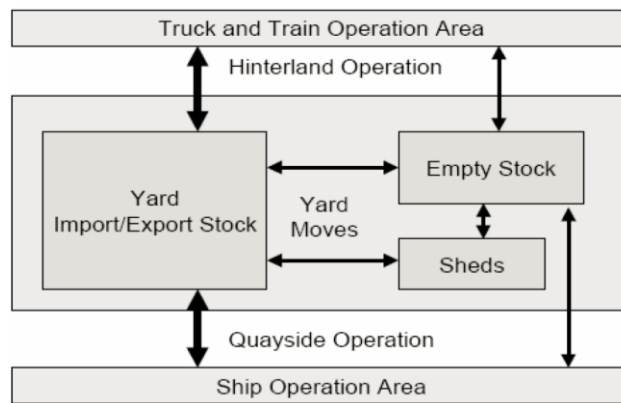 Truck and Train Operation Area
Hinterland Operation
Yard
Import/Export Stock
Empty Stock
Yard
Moves
Sheds
Quayside Operation
Ship Operation Area